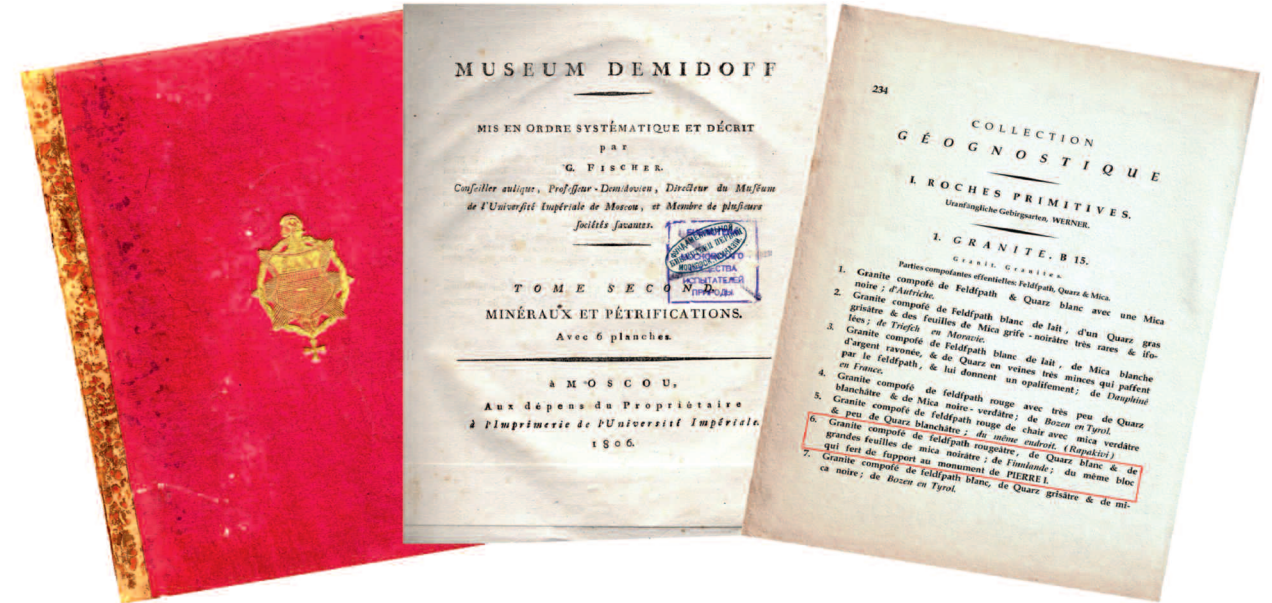 MUSEUM DEMIDOFF
MIS EN ORDRE SYSTÉMATIQUE ET DÉCRIT
par
G. FISCHER.
Conſeiller aulique, Profeſſeur-Demidovien, Directeur du Muſéum
de l'Univerſité Impériale de Moscou, et Membre de pluſieurs
ſociétés ſavantes.
БИБЛИОТЕКА
МОСКОВСКОГО
ОБЩЕСТВА
ИСПЫТАТЕЛЕЙ
ПРИРОДЫ
TOME SECOND
MINÉRAUX ET PÉTRIFICATIONS.
Avec 6 planches.
à MOSCOU,
Aux dépens du Propriétaire
à l'Imprimerie de l'Univerſité Impériale.
1806.
234
COLLECTION
GÉOGNOSTIQUE
I. ROCHES PRIMITIVES.
Uranfängliche Gebirgsarten, WERNER.
1. GRANITE. B 15.
Granit. Granites.
Parties compoſantes eſſentielles: Feldſpath, Quarz & Mica.
1. Granite compoſé de Feldſpath & Quarz blanc avec une Mica
noire; d'Autriche.
2. Granite compoſé de Feldſpath blanc de lait, d'un Quarz gras
griſâtre & des feuilles de Mica griſe-noirâtre très rares & iſo-
lées; de Trieſch en Moravie.
3. Granite compoſé de Feldſpath blanc de lait, de Mica blanche
d'argent rayonée, & de Quarz en veines très minces qui paſſent
par le feldſpath, & lui donnent un opaliſement; de Dauphiné
en France.
4. Granite compoſé de feldſpath rouge avec très peu de Quarz
blanchâtre & de Mica noire-verdâtre; de Bozen en Tyrol.
5. Granite compoſé de feldſpath rouge de chair avec mica verdâtre
& peu de Quarz blanchâtre; du même endroit. (Rapakivi)
6. Granite compoſé de feldſpath rougeâtre, de Quarz blanc & de
grandes feuilles de mica noirâtre; de Finnlande; du même bloc
qui ſert de ſupport au monument de PIERRE I.
7. Granite compoſé de feldſpath blanc, de Quarz griſâtre & de mi-
ca noire; de Bozen en Tyrol.